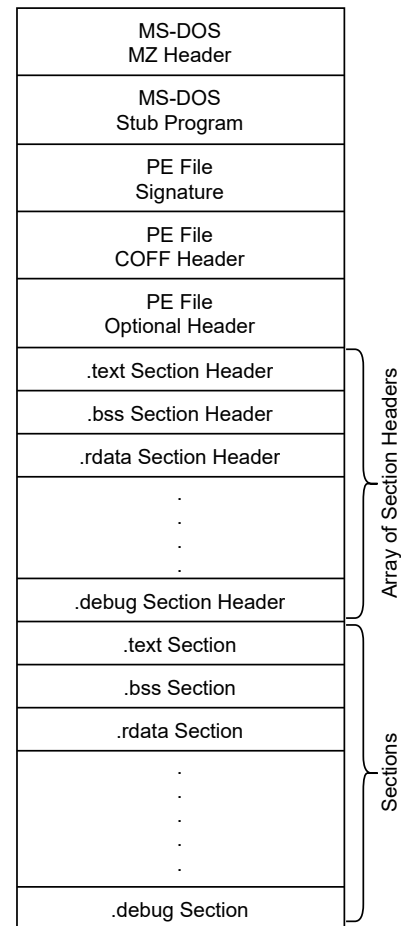 MS-DOS
MZ Header
MS-DOS
Stub Program
PE File
Signature
PE File
COFF Header
PE File
Optional Header
.text Section Header
.bss Section Header
.rdata Section Header
.
.
.
.
.debug Section Header
Array of Section Headers
.text Section
.bss Section
.rdata Section
.
.
.
.
.
.debug Section
Sections